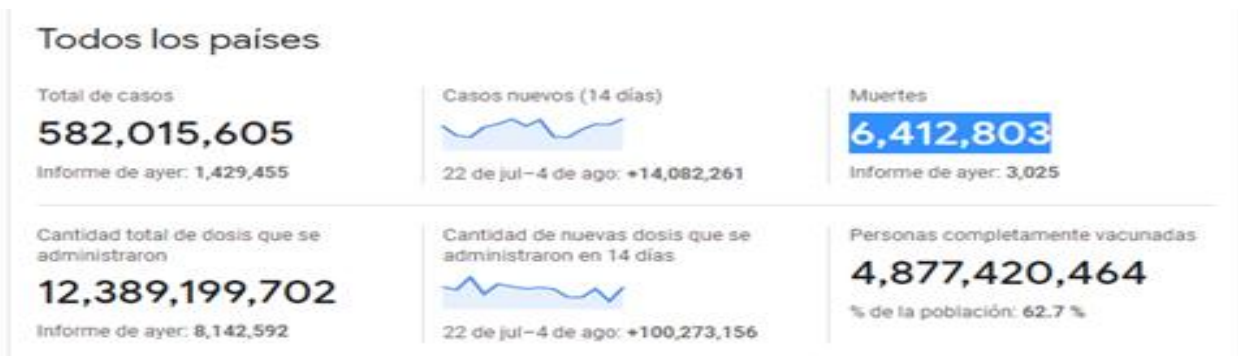 Todos los países
Total de casos
582,015,605
Informe de ayer: 1,429,455
Casos nuevos (14 días)
22 de jul–4 de ago: +14,082,261
Muertes
6,412,803
Informe de ayer: 3,025
Cantidad total de dosis que se
administraron
12,389,199,702
Informe de ayer: 8,142,592
Cantidad de nuevas dosis que se
administraron en 14 días
22 de jul–4 de ago: +100,273,156
Personas completamente vacunadas
4,877,420,464
% de la población: 62.7 %